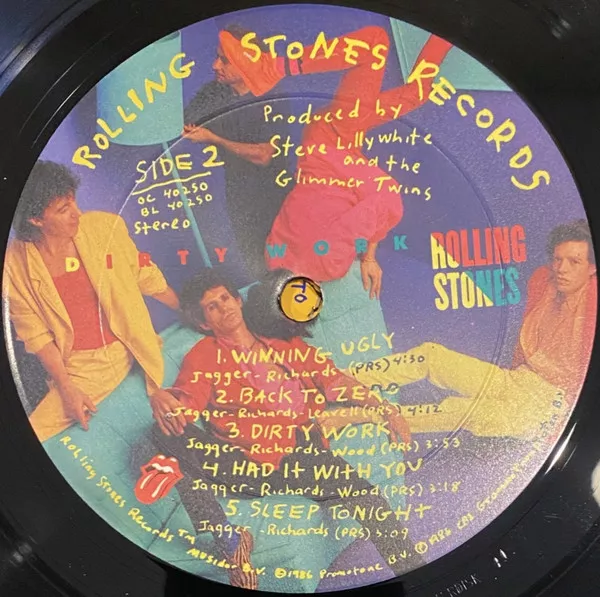 ROLLING STONES RECORDS
Produced by
Steve Lillywhite
and the
Glimmer Twins
SIDE 2
OC 40250
BL 40250
Stereo
DIRTY WORK
ROLLING
STONES
TO
1. WINNING UGLY
Jagger-Richards-(PRS) 4:30
2. BACK TO ZERO
Jagger-Richards-Leavell (PRS) 4:12
3. DIRTY WORK
Jagger-Richards-Wood (PRS) 3:53
4. HAD IT WITH YOU
Jagger-Richards-Wood (PRS) 3:18
5. SLEEP TONIGHT
Jagger-Richards (PRS) 5:09
Rolling Stones Records TM Musidor B.V. ©1986 Promotone B.V. ℗1986 CBS